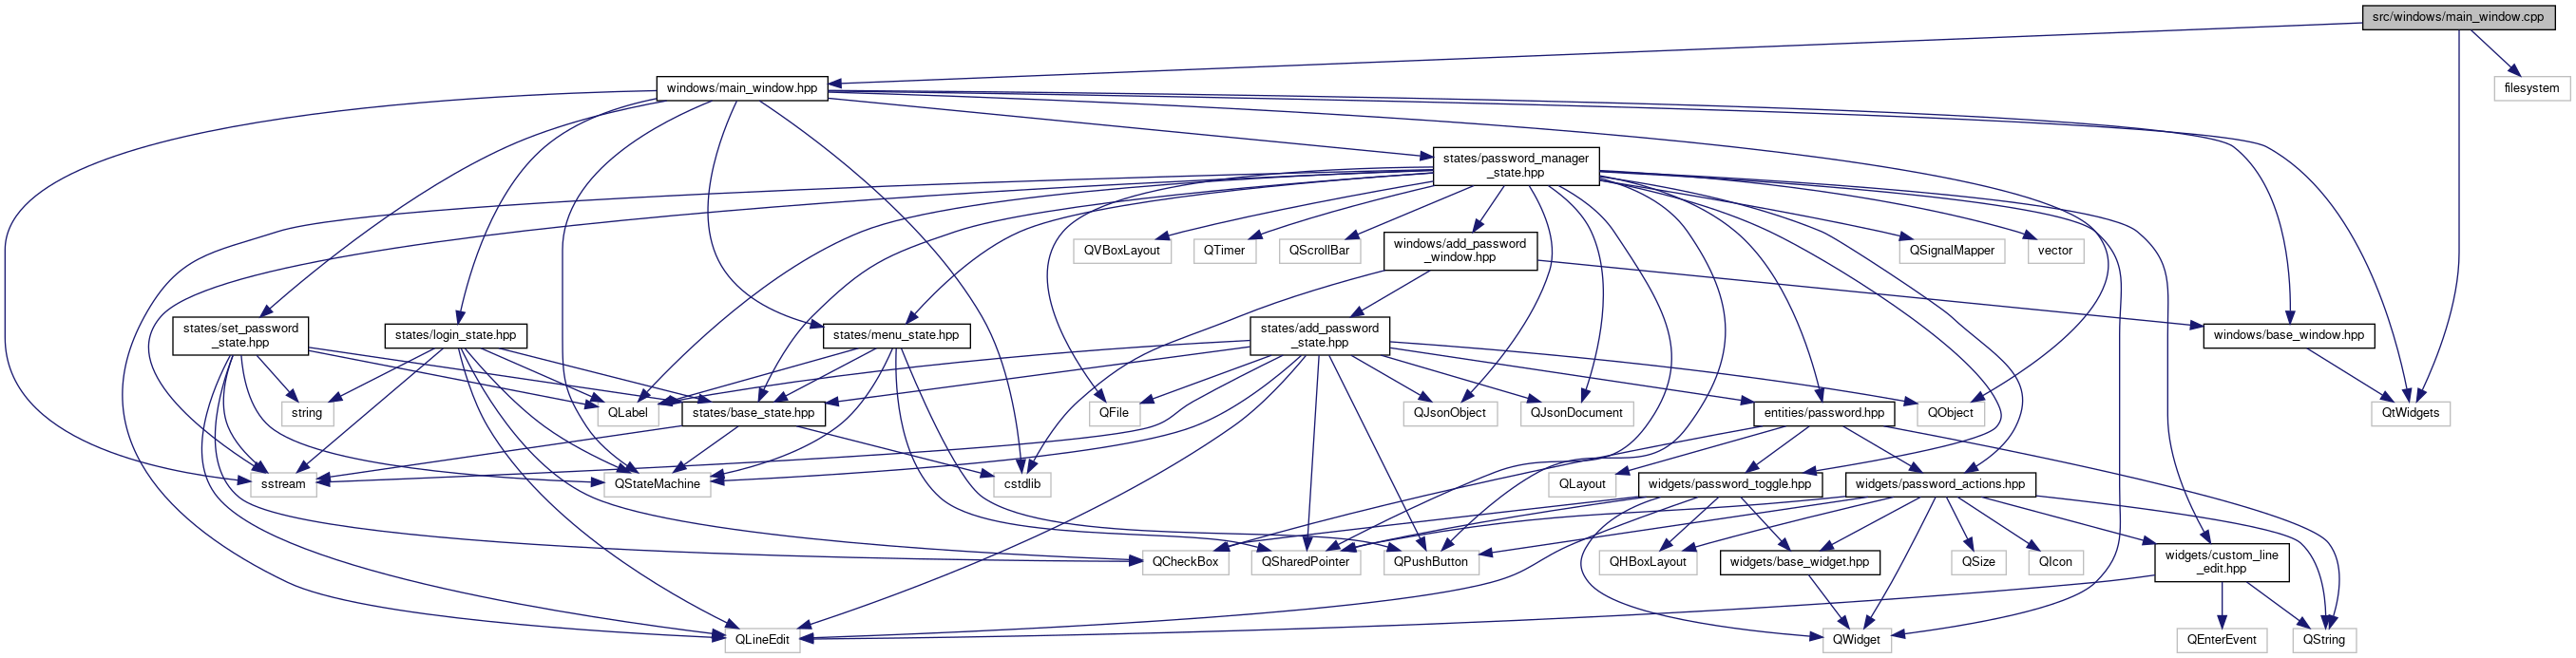 src/windows/main_window.cpp
windows/main_window.hpp
filesystem
states/password_manager
_state.hpp
QVBoxLayout
QTimer
QScrollBar
windows/add_password
_window.hpp
QSignalMapper
vector
states/set_password
_state.hpp
states/login_state.hpp
states/menu_state.hpp
states/add_password
_state.hpp
windows/base_window.hpp
string
QLabel
states/base_state.hpp
QFile
QJsonObject
QJsonDocument
entities/password.hpp
QObject
QtWidgets
sstream
QStateMachine
cstdlib
QLayout
widgets/password_toggle.hpp
widgets/password_actions.hpp
QCheckBox
QSharedPointer
QPushButton
QHBoxLayout
widgets/base_widget.hpp
QSize
QIcon
widgets/custom_line
_edit.hpp
QLineEdit
QWidget
QEnterEvent
QString